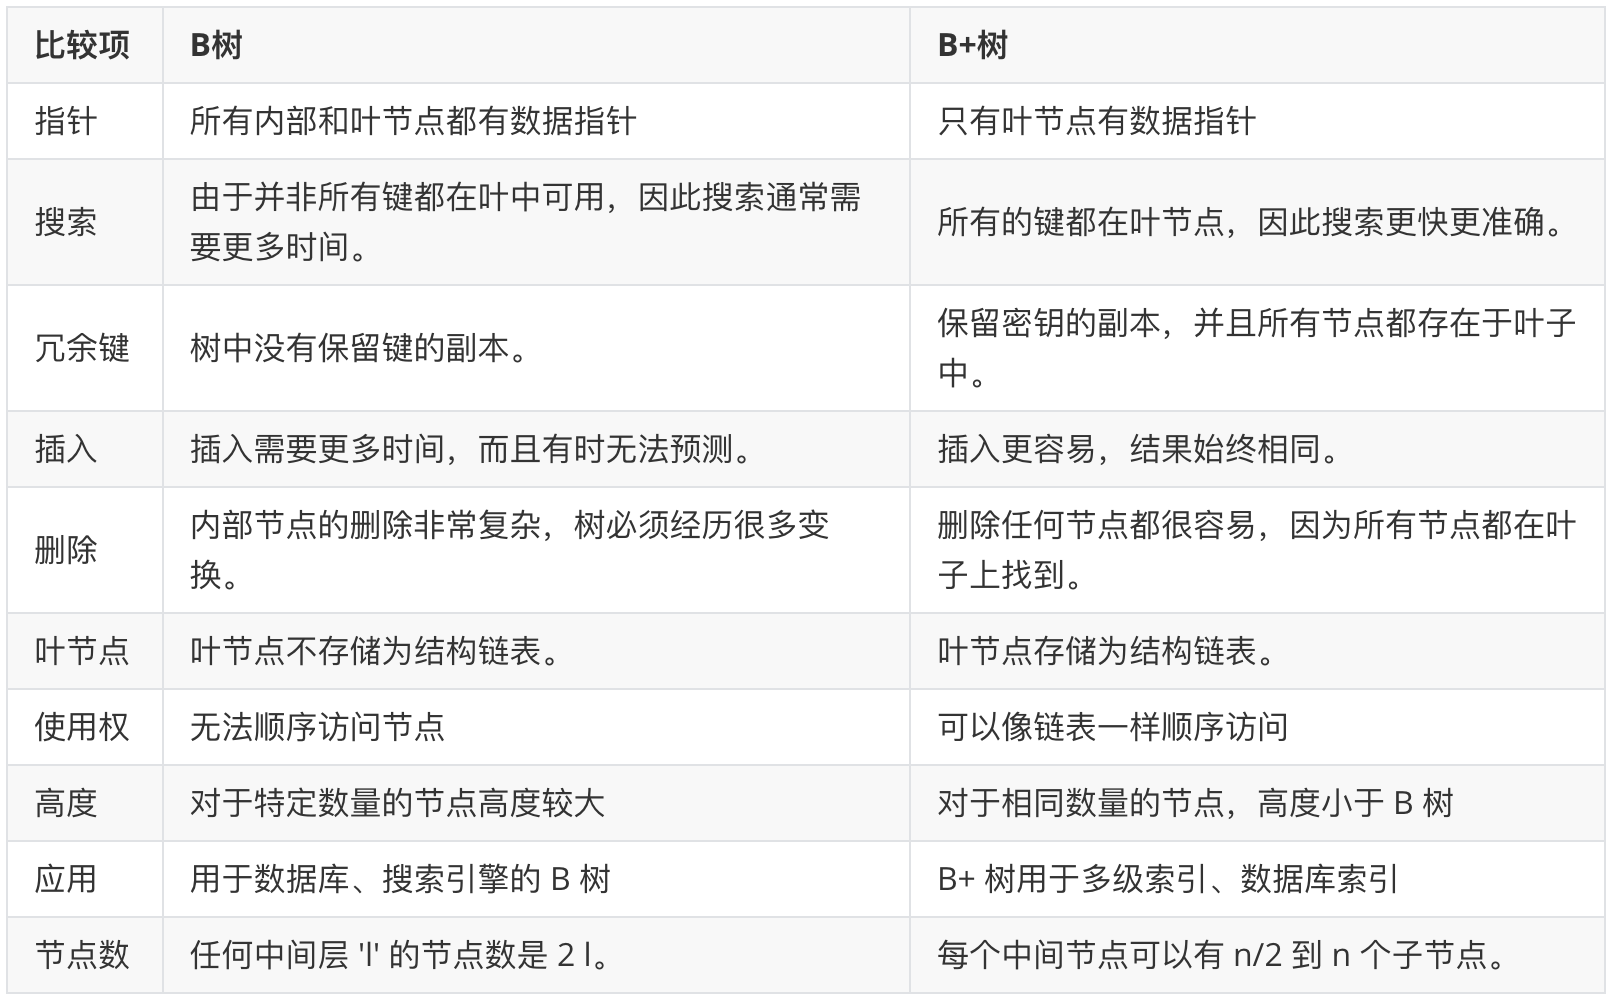 比较项 B树 B+树
指针 所有内部和叶节点都有数据指针 只有叶节点有数据指针
搜索 由于并非所有键都在叶中可用，因此搜索通常需
要更多时间。 所有的键都在叶节点，因此搜索更快更准确。
冗余键 树中没有保留键的副本。 保留密钥的副本，并且所有节点都存在于叶子
中。
插入 插入需要更多时间，而且有时无法预测。 插入更容易，结果始终相同。
删除 内部节点的删除非常复杂，树必须经历很多变
换。 删除任何节点都很容易，因为所有节点都在叶
子上找到。
叶节点 叶节点不存储为结构链表。 叶节点存储为结构链表。
使用权 无法顺序访问节点 可以像链表一样顺序访问
高度 对于特定数量的节点高度较大 对于相同数量的节点，高度小于 B 树
应用 用于数据库、搜索引擎的 B 树 B+ 树用于多级索引、数据库索引
节点数 任何中间层 'l' 的节点数是 2 l。 每个中间节点可以有 n/2 到 n 个子节点。